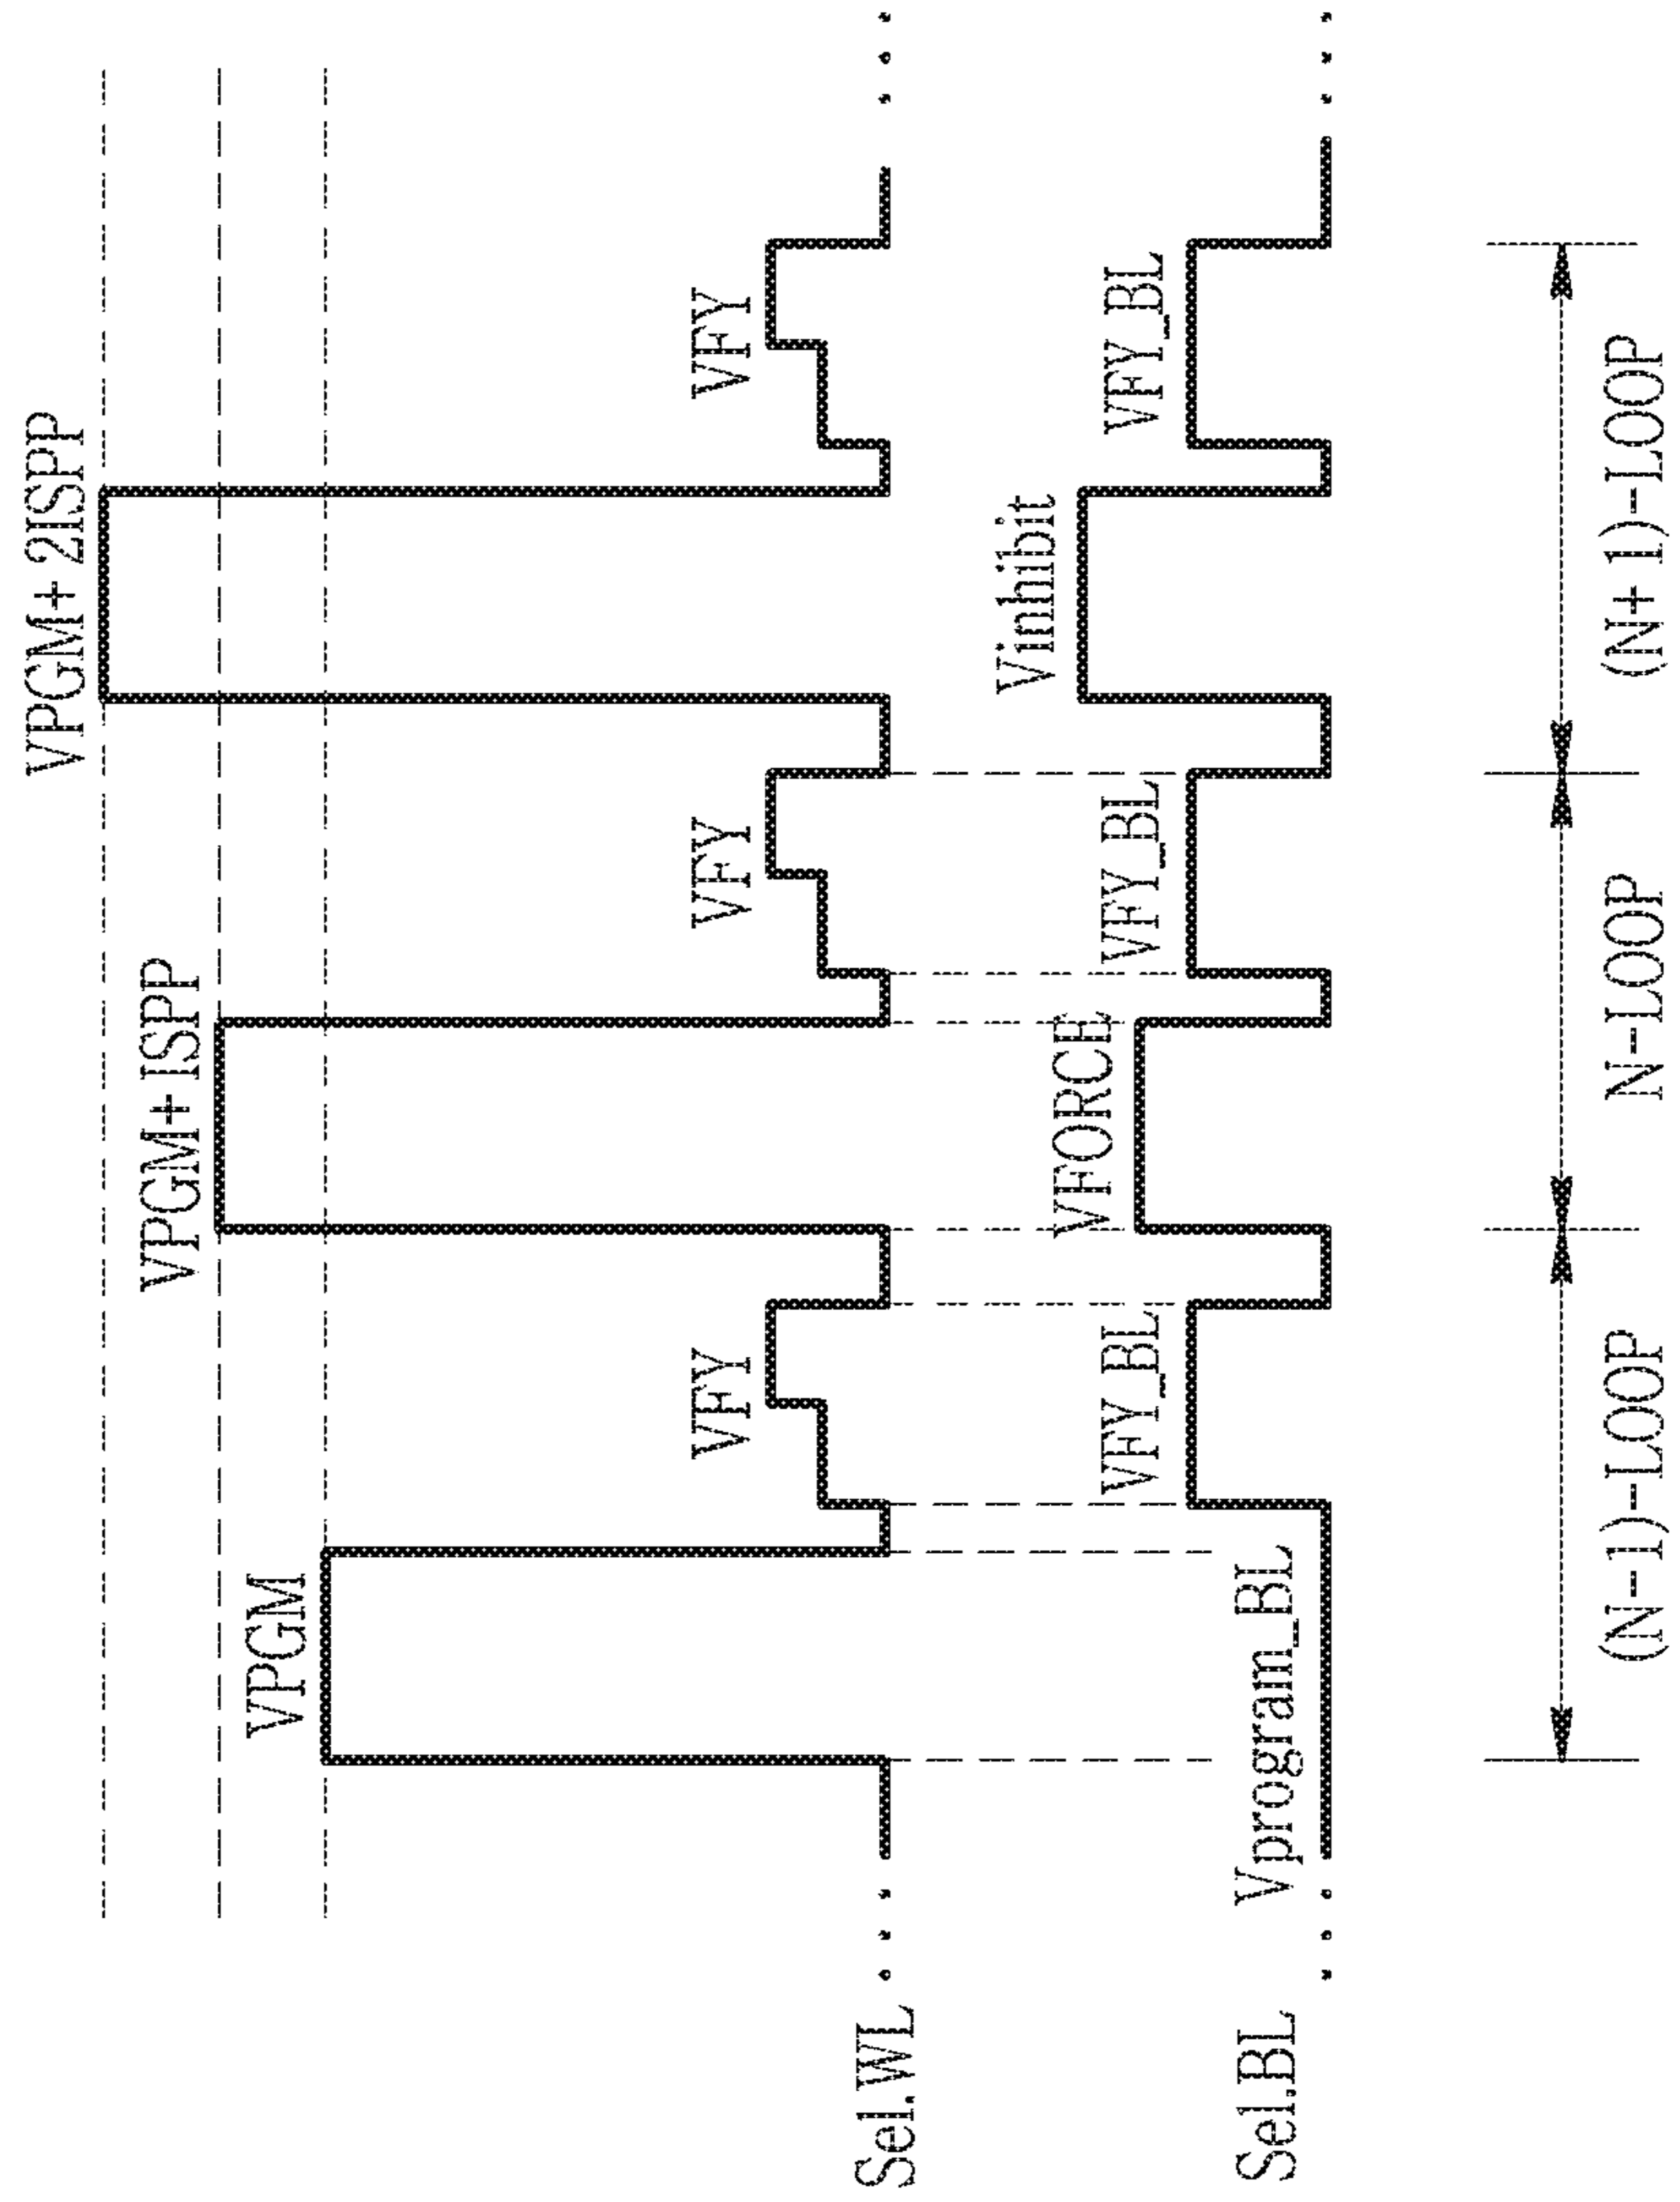 VPGM+2ISPP
VPGM+ISPP
VPGM
VFY
VFY
VFY
Sel.WL
Vinhibit
VFORCE
VFY_BL
VFY_BL
VFY_BL
Vprogram_BL
Sel.BL
(N-1)-LOOP
N-LOOP
(N+1)-LOOP